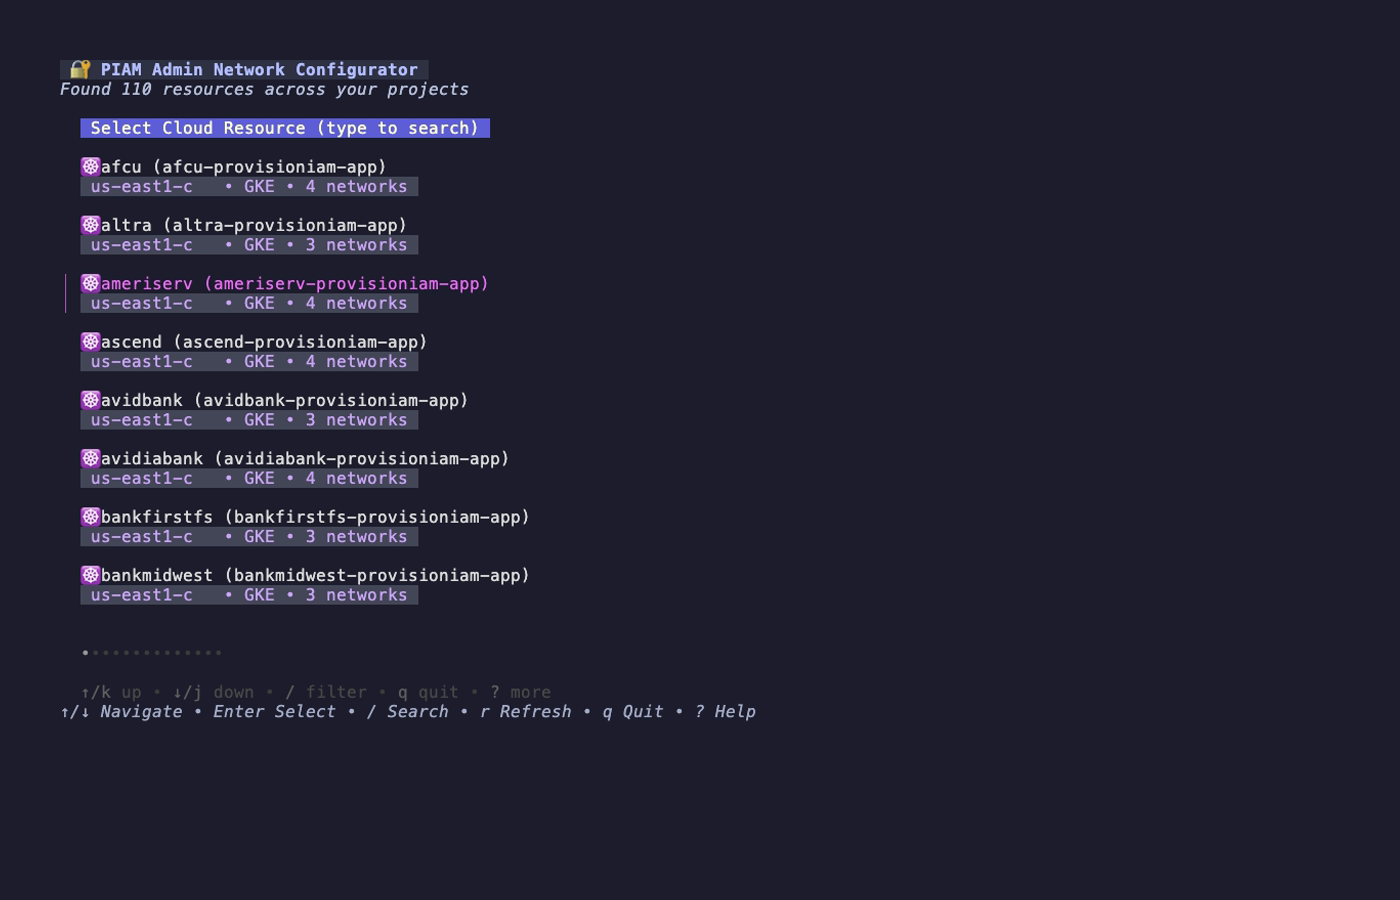 🔐 PIAM Admin Network Configurator
Found 110 resources across your projects
Select Cloud Resource (type to search)
☸afcu (afcu-provisioniam-app)
us-east1-c • GKE • 4 networks
☸altra (altra-provisioniam-app)
us-east1-c • GKE • 3 networks
☸ameriserv (ameriserv-provisioniam-app)
us-east1-c • GKE • 4 networks
☸ascend (ascend-provisioniam-app)
us-east1-c • GKE • 4 networks
☸avidbank (avidbank-provisioniam-app)
us-east1-c • GKE • 3 networks
☸avidiabank (avidiabank-provisioniam-app)
us-east1-c • GKE • 4 networks
☸bankfirstfs (bankfirstfs-provisioniam-app)
us-east1-c • GKE • 3 networks
☸bankmidwest (bankmidwest-provisioniam-app)
us-east1-c • GKE • 3 networks
••••••••••••••
↑/k up • ↓/j down • / filter • q quit • ? more
↑/↓ Navigate • Enter Select • / Search • r Refresh • q Quit • ? Help